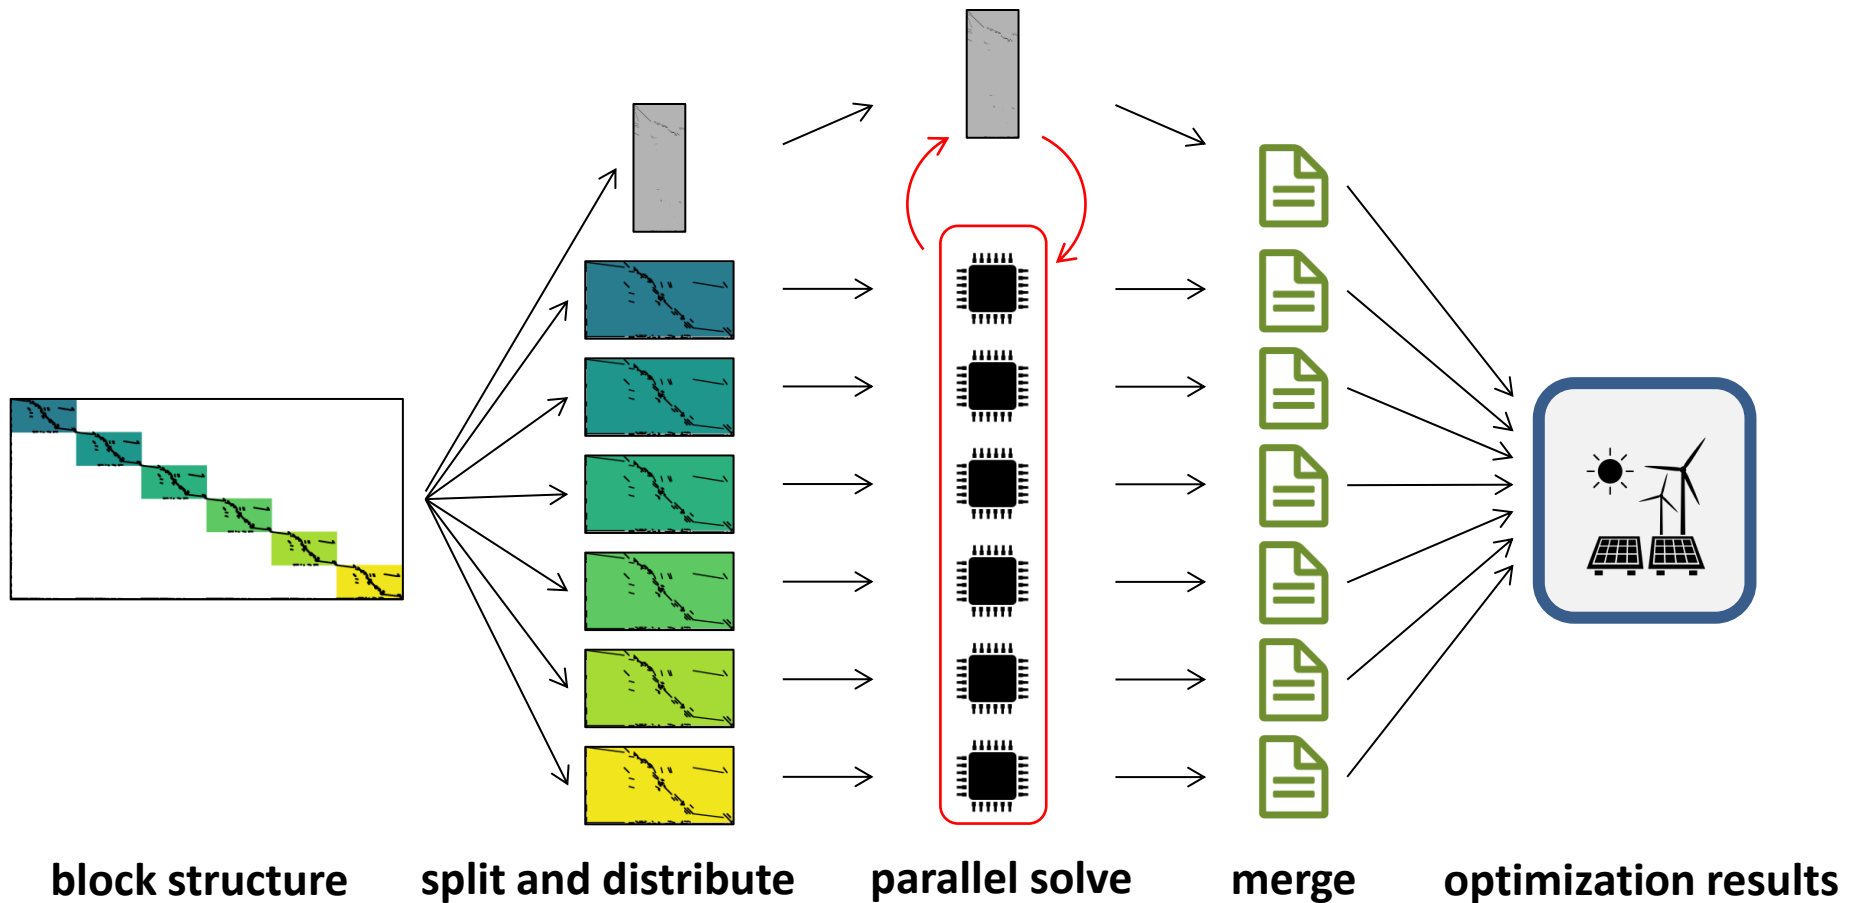 block structure
split and distribute
parallel solve
merge
optimization results